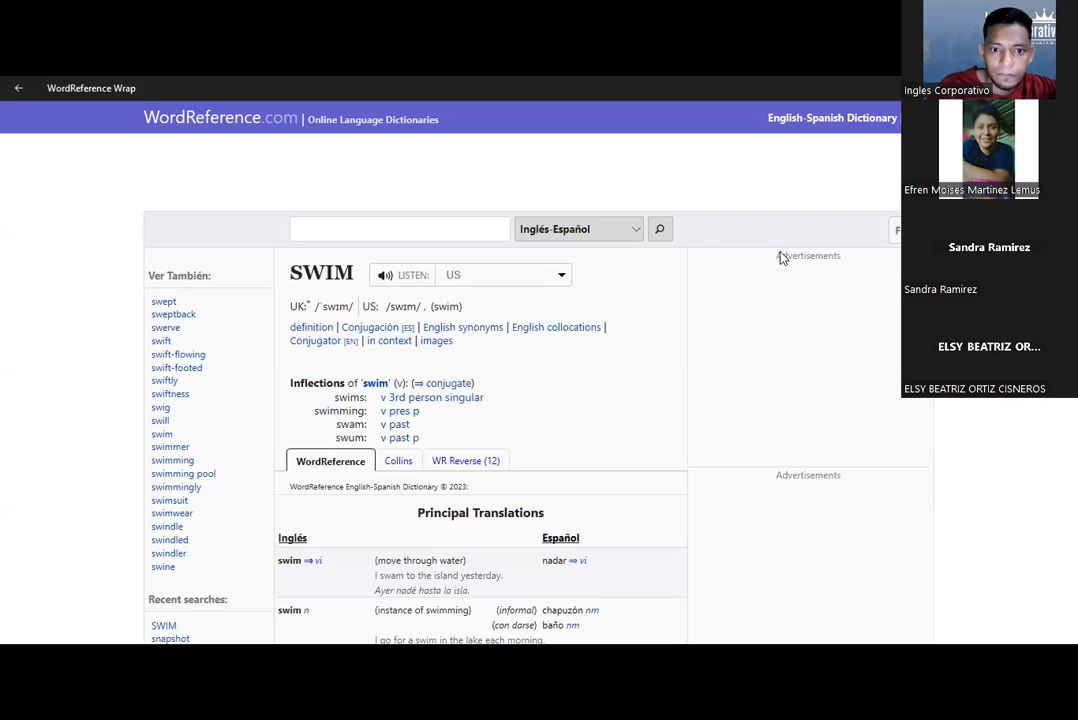 WordReference Wrap
WordReference.com | Online Language Dictionaries
English-Spanish Dictionary
Inglés-Español
F
Advertisements
SWIM
LISTEN:
US
UK:* /ˈswɪm/ US: /swɪm/ , (swim)
definition | Conjugación [ES] | English synonyms | English collocations |
Conjugator [EN] | in context | images
Inflections of 'swim' (v): (⇒ conjugate)
swims: v 3rd person singular
swimming: v pres p
swam: v past
swum: v past p
WordReference
Collins
WR Reverse (12)
WordReference English-Spanish Dictionary © 2023:
Principal Translations
Inglés
Español
swim ⇒ vi (move through water) nadar ⇒ vi
I swam to the island yesterday.
Ayer nadé hasta la isla.
swim n (instance of swimming) (informal) chapuzón nm
(con darse) baño nm
I go for a swim in the lake each morning.
Ver También:
swept
sweptback
swerve
swift
swift-flowing
swift-footed
swiftly
swiftness
swig
swill
swim
swimmer
swimming
swimming pool
swimmingly
swimsuit
swimwear
swindle
swindled
swindler
swine
Recent searches:
SWIM
snapshot
Advertisements
Ingles Corporativo
Efren Moises Martinez Lemus
Sandra Ramirez
Sandra Ramirez
ELSY BEATRIZ OR...
ELSY BEATRIZ ORTIZ CISNEROS